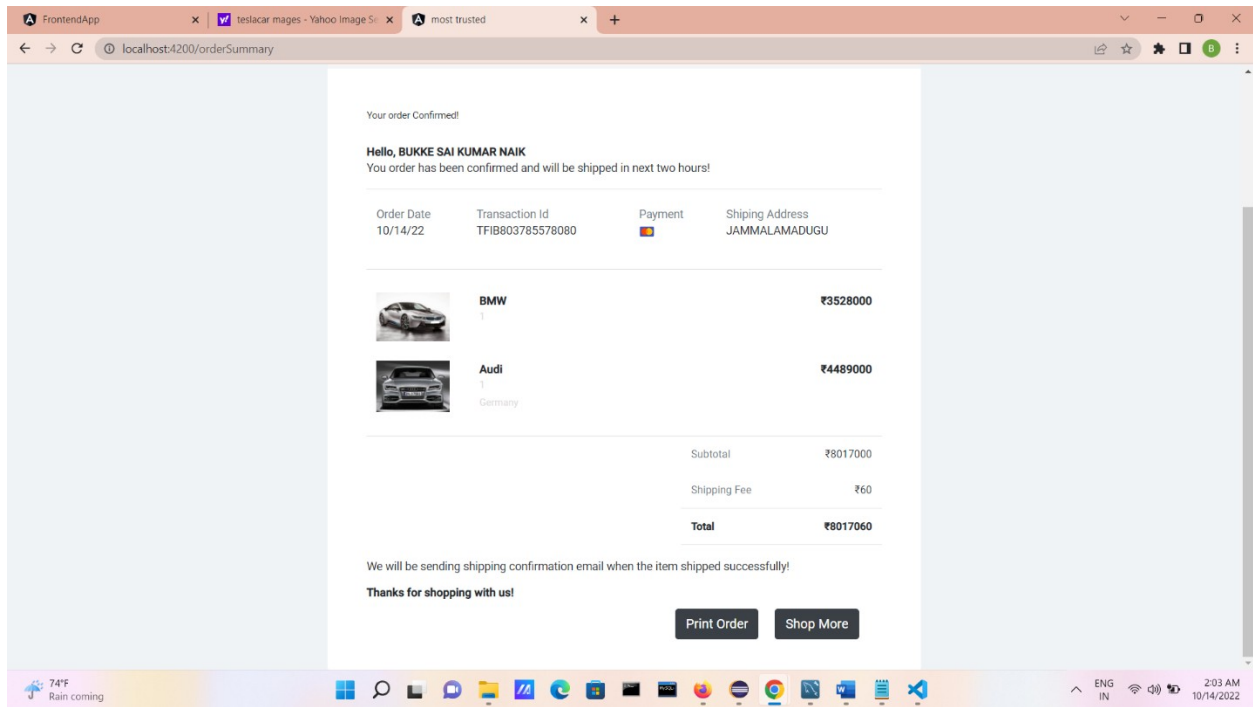 FrontendApp
teslacar mages - Yahoo Image Se
most trusted
localhost:4200/orderSummary
B
Your order Confirmed!
Hello, BUKKE SAI KUMAR NAIK
You order has been confirmed and will be shipped in next two hours!
Order Date Transaction Id Payment Shiping Address
10/14/22 TFIB803785578080 JAMMALAMADUGU
BMW ₹3528000
1
Audi ₹4489000
1
Germany
Subtotal ₹8017000
Shipping Fee ₹60
Total ₹8017060
We will be sending shipping confirmation email when the item shipped successfully!
Thanks for shopping with us!
Print Order Shop More
74°F
Rain coming
ENG
IN
2:03 AM
10/14/2022